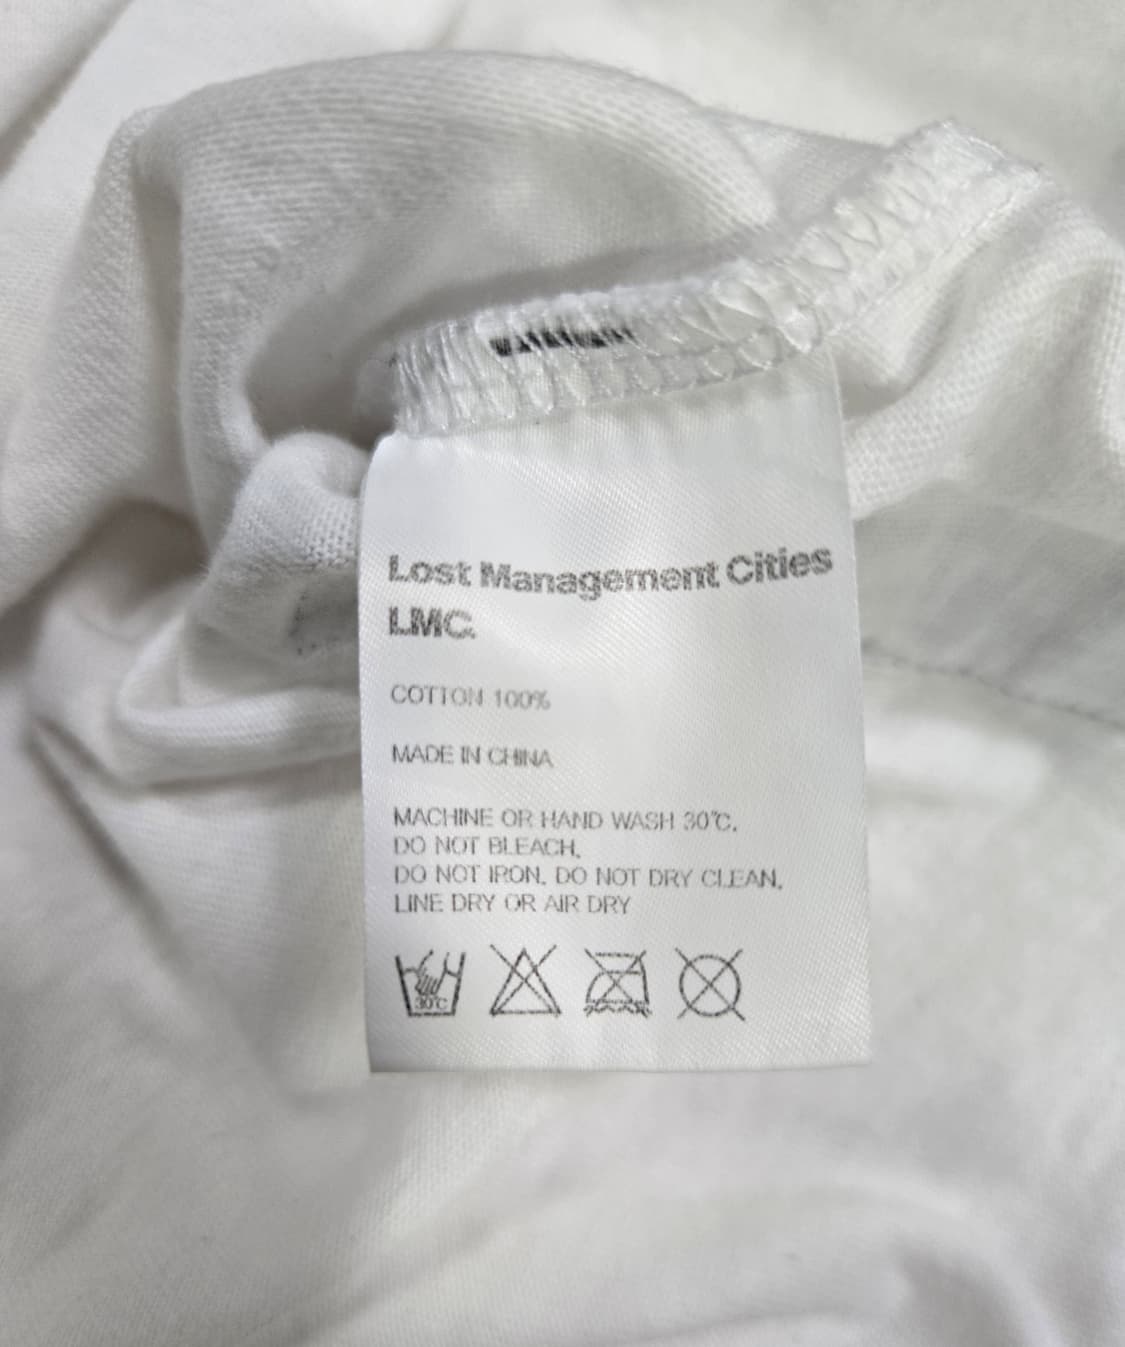 Lost Management Cities
LMC.
COTTON 100%
MADE IN CHINA
MACHINE OR HAND WASH 30℃.
DO NOT BLEACH.
DO NOT IRON. DO NOT DRY CLEAN.
LINE DRY OR AIR DRY
30℃